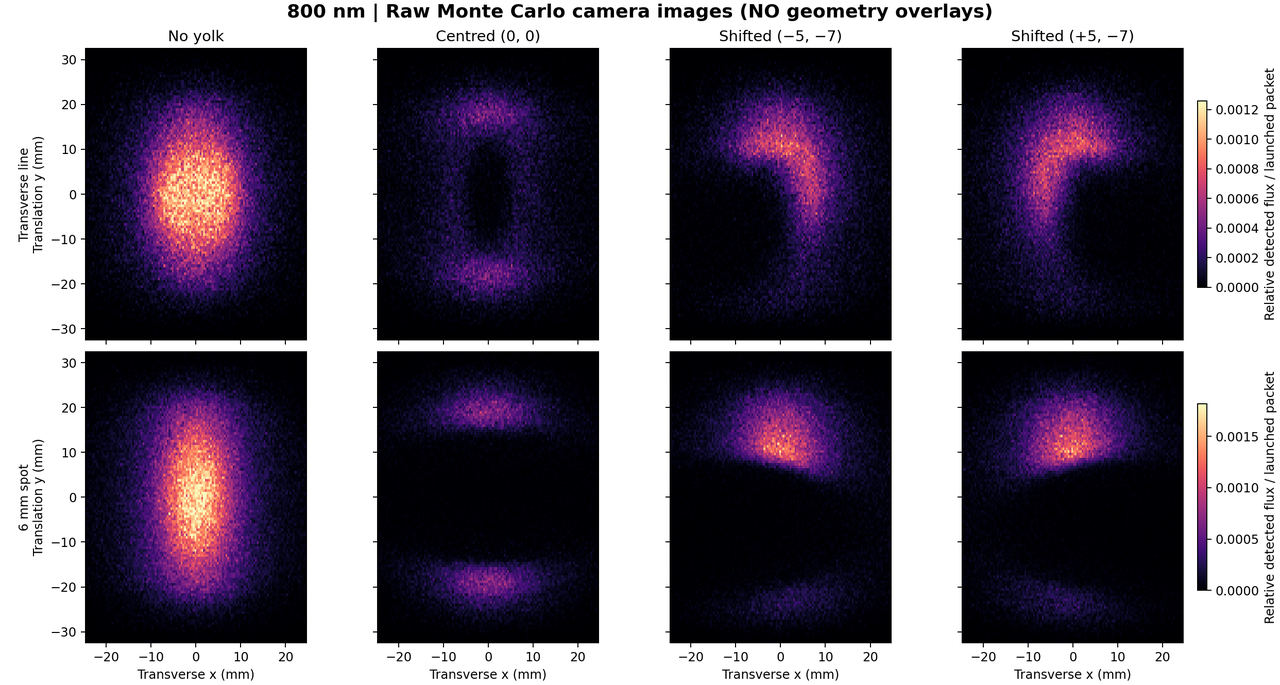 800 nm | Raw Monte Carlo camera images (NO geometry overlays)
No yolk
Centred (0, 0)
Shifted (−5, −7)
Shifted (+5, −7)
Transverse line
Translation y (mm)
30
20
10
0
−10
−20
−30
0.0012
0.0010
0.0008
0.0006
0.0004
0.0002
0.0000
Relative detected flux / launched packet
6 mm spot
Translation y (mm)
30
20
10
0
−10
−20
−30
0.0015
0.0010
0.0005
0.0000
Relative detected flux / launched packet
−20 −10 0 10 20
−20 −10 0 10 20
−20 −10 0 10 20
−20 −10 0 10 20
Transverse x (mm)
Transverse x (mm)
Transverse x (mm)
Transverse x (mm)